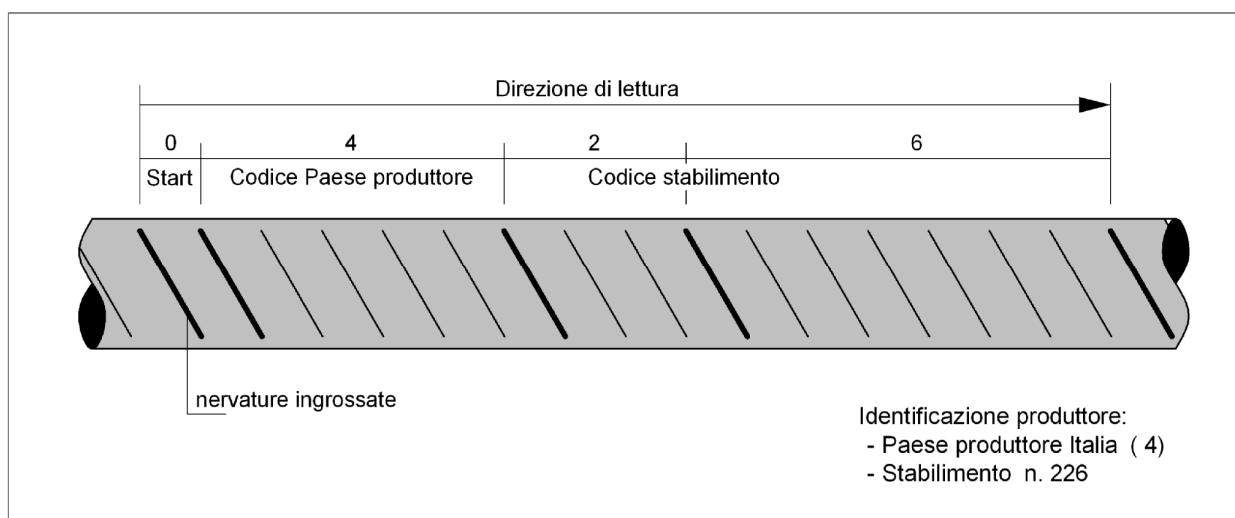 Direzione di lettura
0 4 2 6
Start Codice Paese produttore Codice stabilimento
nervature ingrossate
Identificazione produttore:
- Paese produttore Italia ( 4)
- Stabilimento n. 226